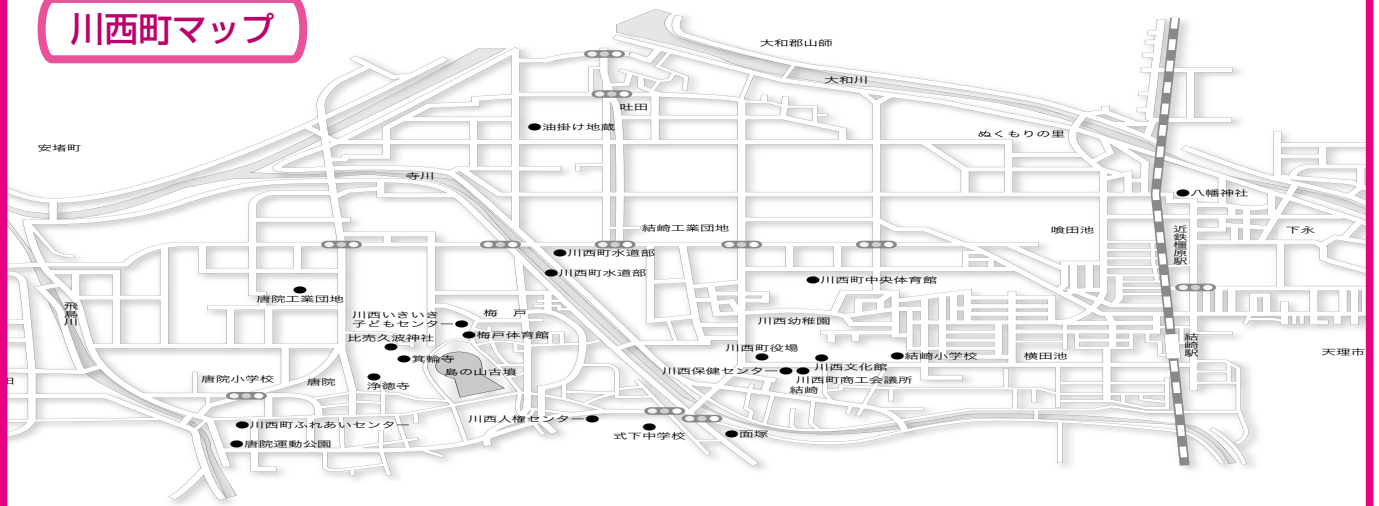 川西町マップ
大和郡山師
大和川
吐田
油掛け地蔵
ぬくもりの里
安堵町
寺川
八幡神社
結崎工業団地
喰田池
近鉄橿原駅
下永
川西町水道部
川西町水道部
川西町中央体育館
唐院工業団地
飛鳥川
川西いきいき
子どもセンター
梅 戸
梅戸体育館
川西幼稚園
比売久波神社
箕輪寺
川西町役場
結崎小学校
横田池
結崎駅
天理市
島の山古墳
川西保健センター
川西文化館
川西町商工会議所
結崎
田
唐院小学校
唐院
浄徳寺
川西町ふれあいセンター
唐院運動公園
川西人権センター
式下中学校
面塚